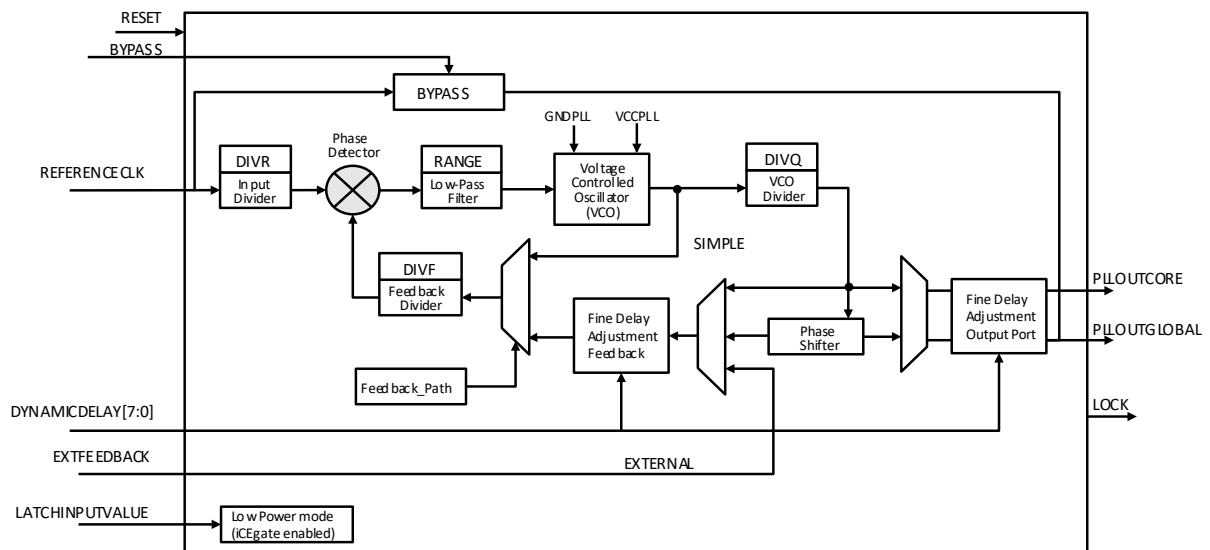 RESET
BYPASS
BYPASS
GNDPLL
VCCPLL
Phase
Detector
REFERENCECLK
DIVR
Input
Divider
RANGE
Low-Pass
Filter
Voltage
Controlled
Oscillator
(VCO)
DIVQ
VCO
Divider
SIMPLE
DIVF
Feedback
Divider
Fine Delay
Adjustment
Feedback
Phase
Shifter
Fine Delay
Adjustment
Output Port
PLLOUTCORE
PLLOUTGLOBAL
Feedback_Path
DYNAMICDELAY[7:0]
LOCK
EXTFEEDBACK
EXTERNAL
LATCHINPUTVALUE
Low Power mode
(iCEgate enabled)